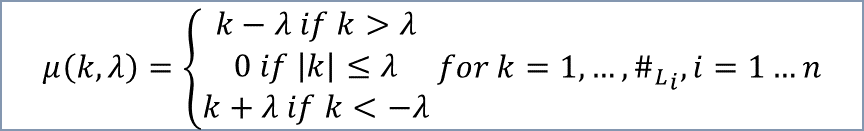 k − λ if k > λ
μ(k, λ) = { 0 if |k| ≤ λ for k = 1, … , #_{L_i}, i = 1 … n
k + λ if k < −λ